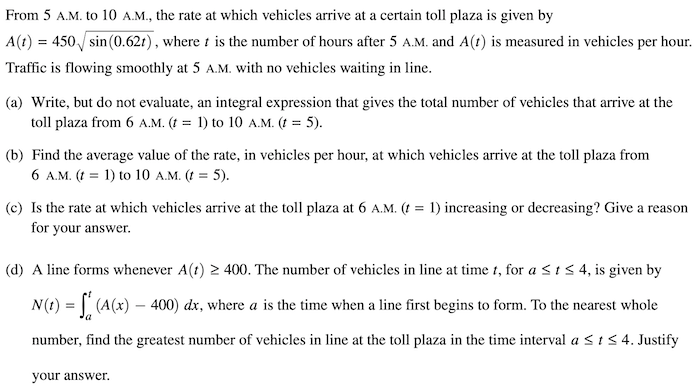 From 5 A.M. to 10 A.M., the rate at which vehicles arrive at a certain toll plaza is given by
A(t) = 450√sin(0.62t), where t is the number of hours after 5 A.M. and A(t) is measured in vehicles per hour.
Traffic is flowing smoothly at 5 A.M. with no vehicles waiting in line.
(a) Write, but do not evaluate, an integral expression that gives the total number of vehicles that arrive at the
toll plaza from 6 A.M. (t = 1) to 10 A.M. (t = 5).
(b) Find the average value of the rate, in vehicles per hour, at which vehicles arrive at the toll plaza from
6 A.M. (t = 1) to 10 A.M. (t = 5).
(c) Is the rate at which vehicles arrive at the toll plaza at 6 A.M. (t = 1) increasing or decreasing? Give a reason
for your answer.
(d) A line forms whenever A(t) ≥ 400. The number of vehicles in line at time t, for a ≤ t ≤ 4, is given by
N(t) = ∫ₐᵗ (A(x) − 400) dx, where a is the time when a line first begins to form. To the nearest whole
number, find the greatest number of vehicles in line at the toll plaza in the time interval a ≤ t ≤ 4. Justify
your answer.